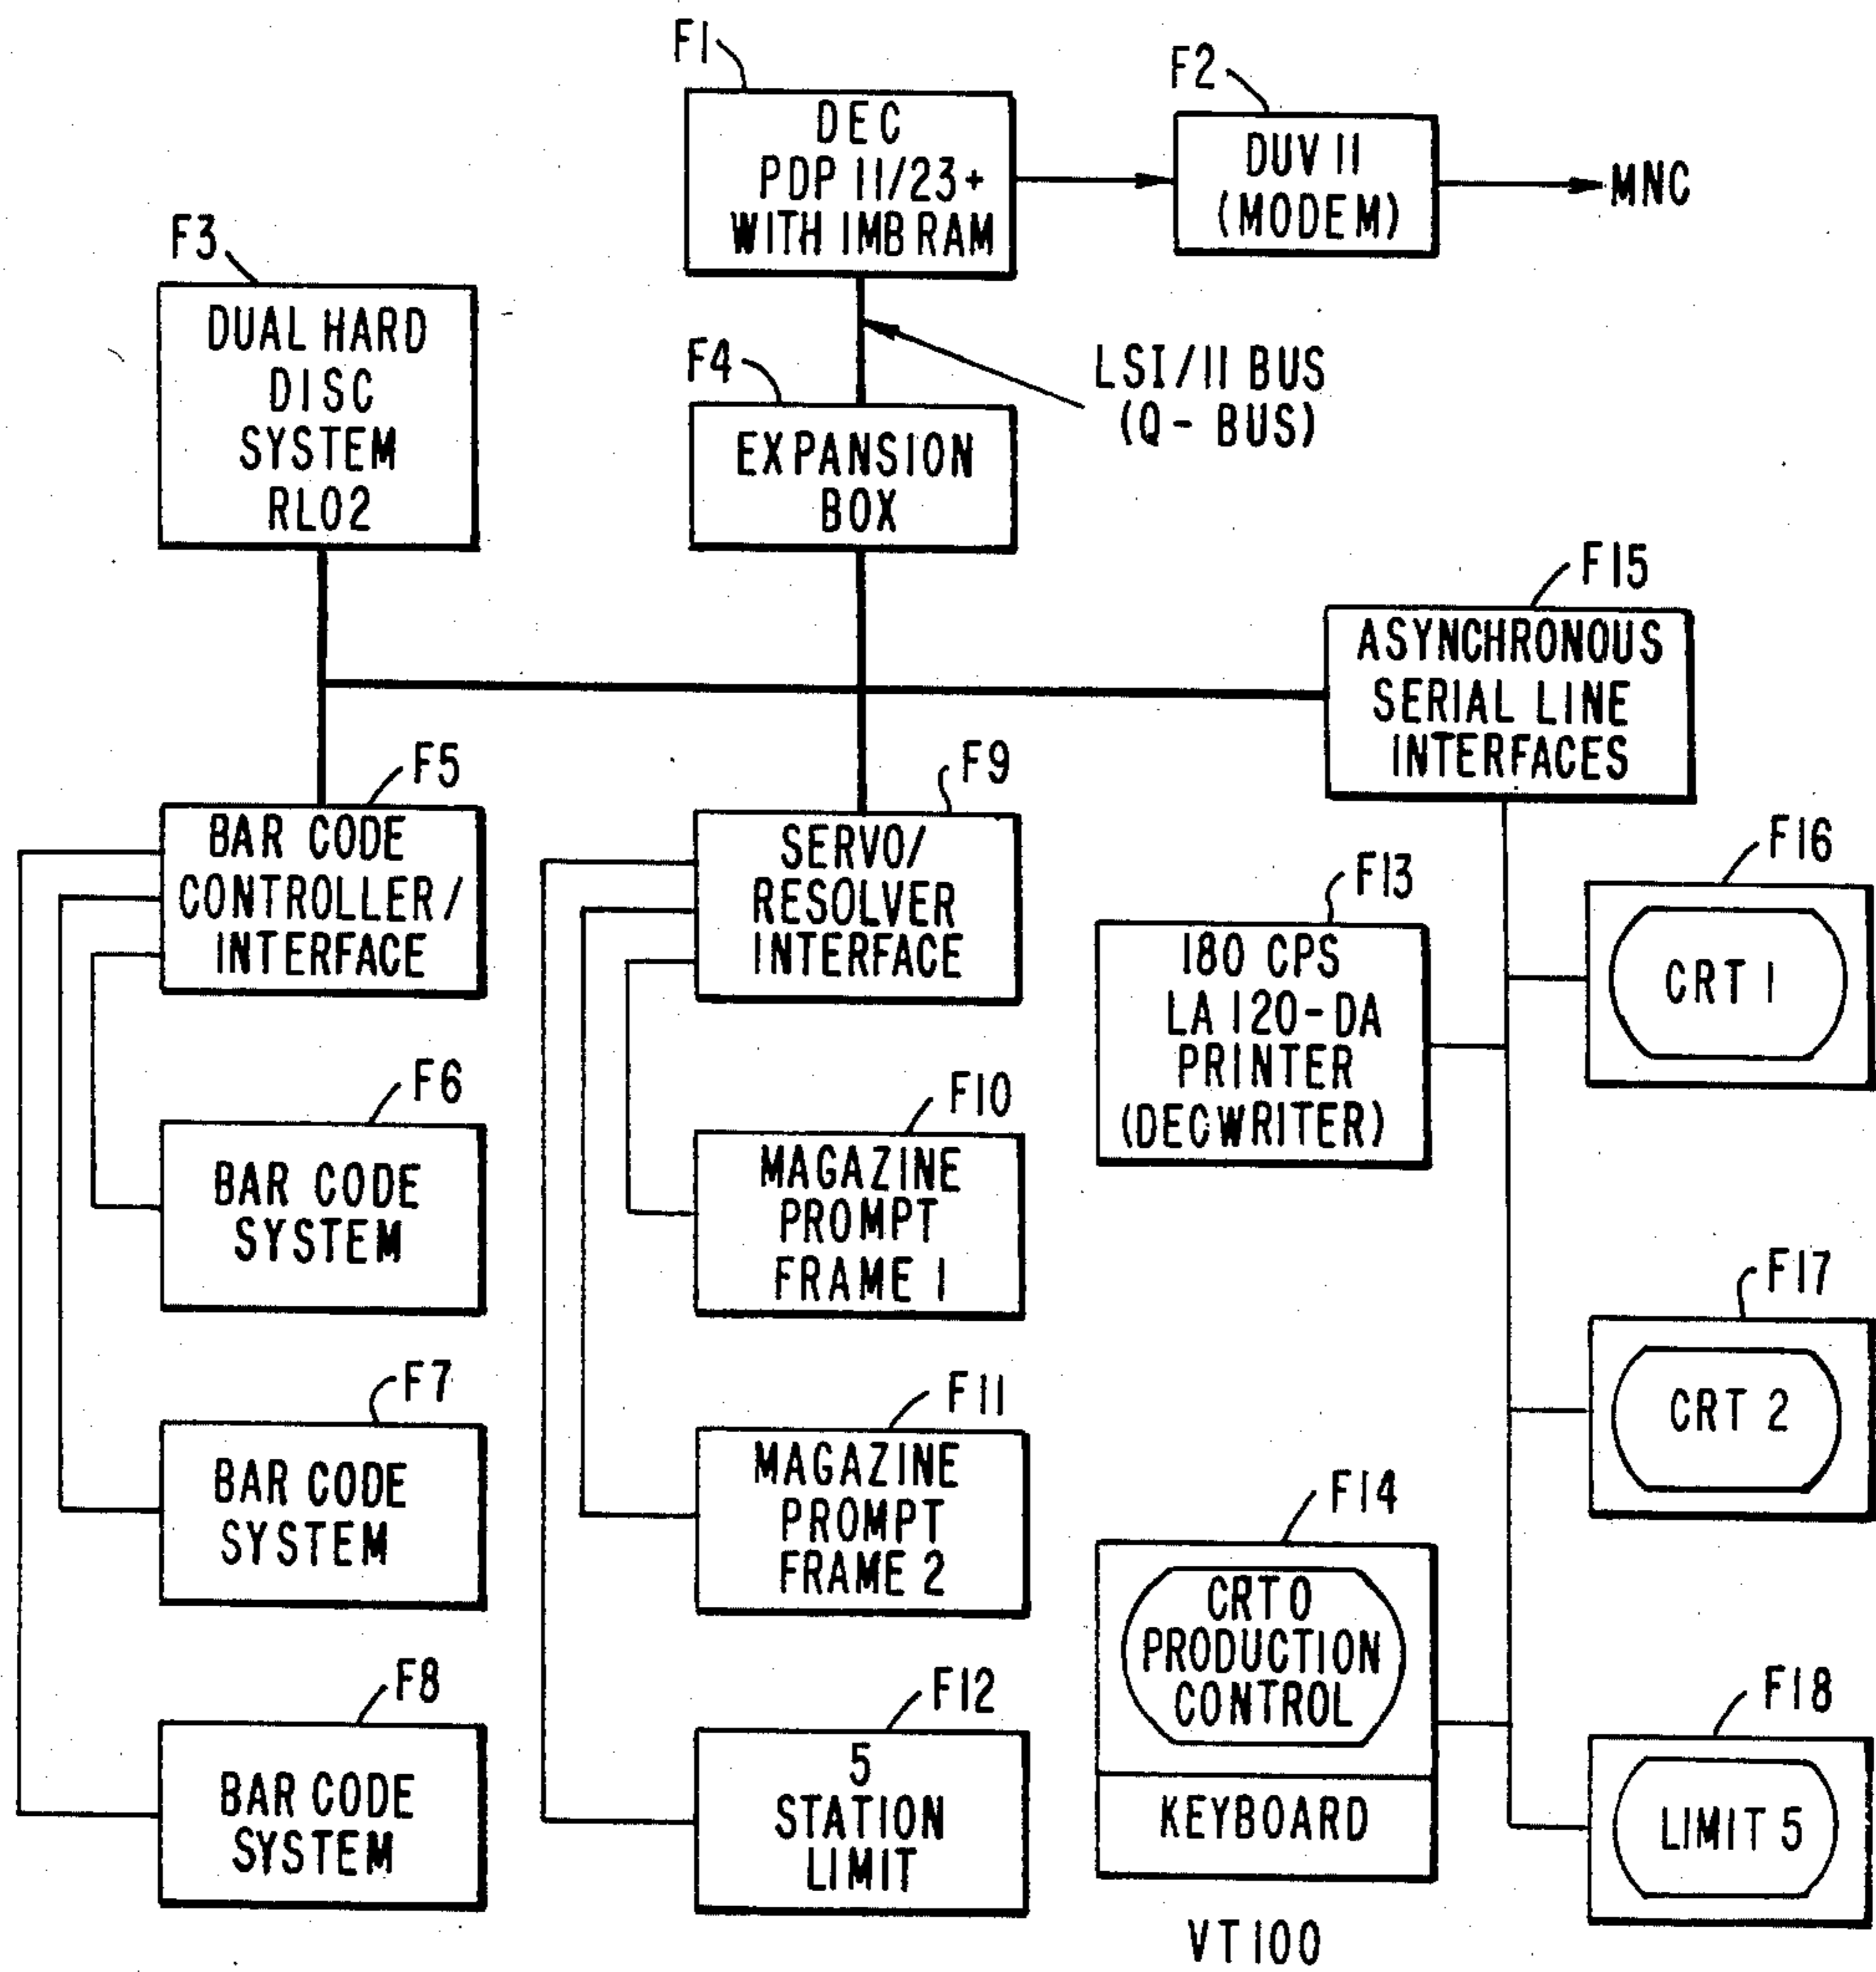 F1
DEC
PDP 11/23+
WITH 1MB RAM
F2
DUV 11
(MODEM)
MNC
F3
DUAL HARD
DISC
SYSTEM
RL02
F4
EXPANSION
BOX
LSI/11 BUS
(Q- BUS)
F15
ASYNCHRONOUS
SERIAL LINE
INTERFACES
F5
BAR CODE
CONTROLLER/
INTERFACE
F9
SERVO/
RESOLVER
INTERFACE
F13
180 CPS
LA 120-DA
PRINTER
(DECWRITER)
F16
CRT 1
F6
BAR CODE
SYSTEM
F10
MAGAZINE
PROMPT
FRAME 1
F17
CRT 2
F7
BAR CODE
SYSTEM
F11
MAGAZINE
PROMPT
FRAME 2
F14
CRT 0
PRODUCTION
CONTROL
KEYBOARD
VT100
F8
BAR CODE
SYSTEM
F12
5
STATION
LIMIT
F18
LIMIT 5